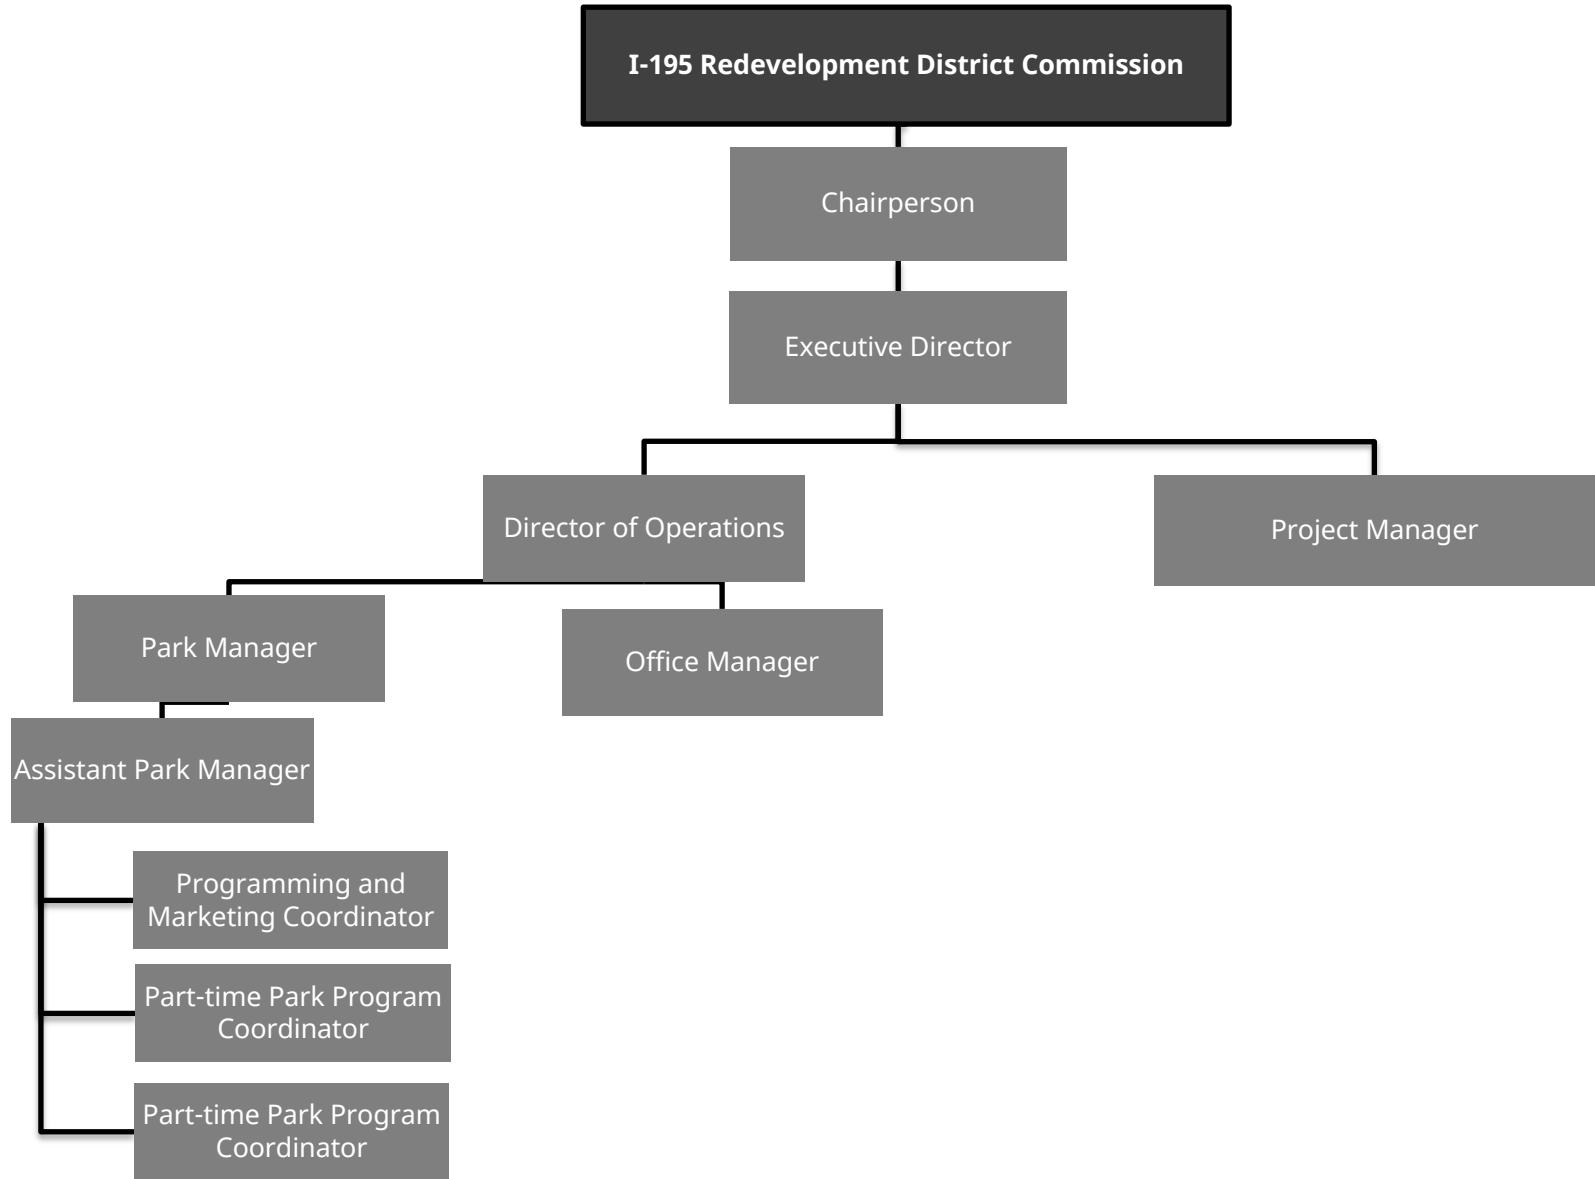 I-195 Redevelopment District Commission
Chairperson
Executive Director
Director of Operations
Project Manager
Park Manager
Office Manager
Assistant Park Manager
Programming and
Marketing Coordinator
Part-time Park Program
Coordinator
Part-time Park Program
Coordinator